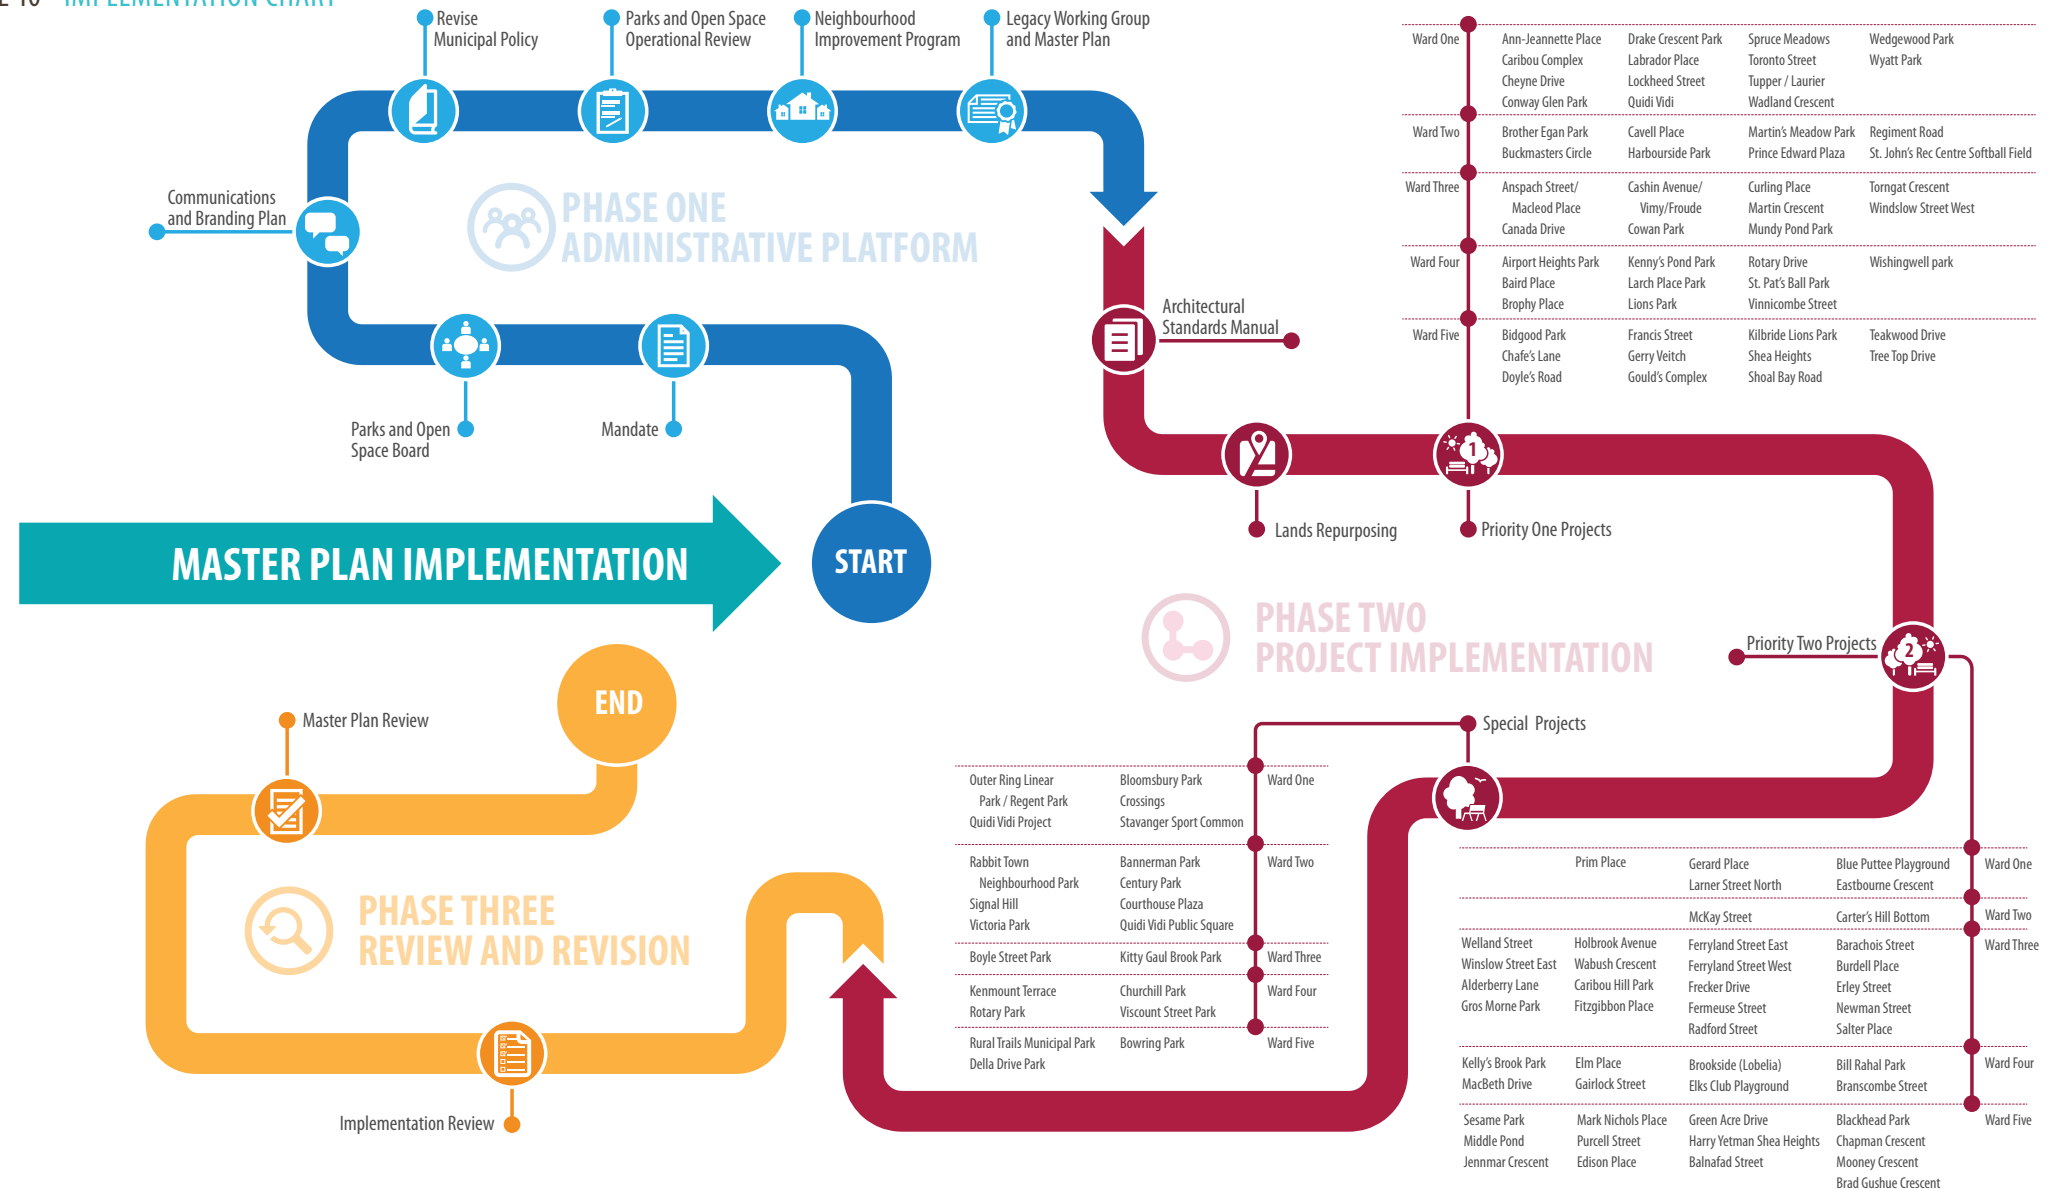 IMPLEMENTATION CHART
Revise
Municipal Policy
Parks and Open Space
Operational Review
Neighbourhood
Improvement Program
Legacy Working Group
and Master Plan
Communications
and Branding Plan
PHASE ONE
ADMINISTRATIVE PLATFORM
Parks and Open
Space Board
Mandate
MASTER PLAN IMPLEMENTATION
START
Architectural
Standards Manual
Lands Repurposing
1
Priority One Projects
Ward One
Ann-Jeannette Place Drake Crescent Park Spruce Meadows Wedgewood Park
Caribou Complex Labrador Place Toronto Street Wyatt Park
Cheyne Drive Lockheed Street Tupper / Laurier
Conway Glen Park Quidi Vidi Wadland Crescent
Ward Two
Brother Egan Park Cavell Place Martin's Meadow Park Regiment Road
Buckmasters Circle Harbourside Park Prince Edward Plaza St. John's Rec Centre Softball Field
Ward Three
Anspach Street/ Cashin Avenue/ Curling Place Torngat Crescent
Macleod Place Vimy/Froude Martin Crescent Windslow Street West
Canada Drive Cowan Park Mundy Pond Park
Ward Four
Airport Heights Park Kenny's Pond Park Rotary Drive Wishingwell park
Baird Place Larch Place Park St. Pat's Ball Park
Brophy Place Lions Park Vinnicombe Street
Ward Five
Bidgood Park Francis Street Kilbride Lions Park Teakwood Drive
Chafe's Lane Gerry Veitch Shea Heights Tree Top Drive
Doyle's Road Gould's Complex Shoal Bay Road
PHASE TWO
PROJECT IMPLEMENTATION
Priority Two Projects
2
Prim Place Gerard Place Blue Puttee Playground Ward One
Larner Street North Eastbourne Crescent
McKay Street Carter's Hill Bottom Ward Two
Welland Street Holbrook Avenue Ferryland Street East Barachois Street Ward Three
Winslow Street East Wabush Crescent Ferryland Street West Burdell Place
Alderberry Lane Caribou Hill Park Frecker Drive Erley Street
Gros Morne Park Fitzgibbon Place Fermeuse Street Newman Street
Radford Street Salter Place
Kelly's Brook Park Elm Place Brookside (Lobelia) Bill Rahal Park Ward Four
MacBeth Drive Gairlock Street Elks Club Playground Branscombe Street
Sesame Park Mark Nichols Place Green Acre Drive Blackhead Park Ward Five
Middle Pond Purcell Street Harry Yetman Shea Heights Chapman Crescent
Jennmar Crescent Edison Place Balnafad Street Mooney Crescent
Brad Gushue Crescent
Special Projects
Outer Ring Linear Bloomsbury Park Ward One
Park / Regent Park Crossings
Quidi Vidi Project Stavanger Sport Common
Rabbit Town Bannerman Park Ward Two
Neighbourhood Park Century Park
Signal Hill Courthouse Plaza
Victoria Park Quidi Vidi Public Square
Boyle Street Park Kitty Gaul Brook Park Ward Three
Kenmount Terrace Churchill Park Ward Four
Rotary Park Viscount Street Park
Rural Trails Municipal Park Bowring Park Ward Five
Della Drive Park
PHASE THREE
REVIEW AND REVISION
Implementation Review
Master Plan Review
END